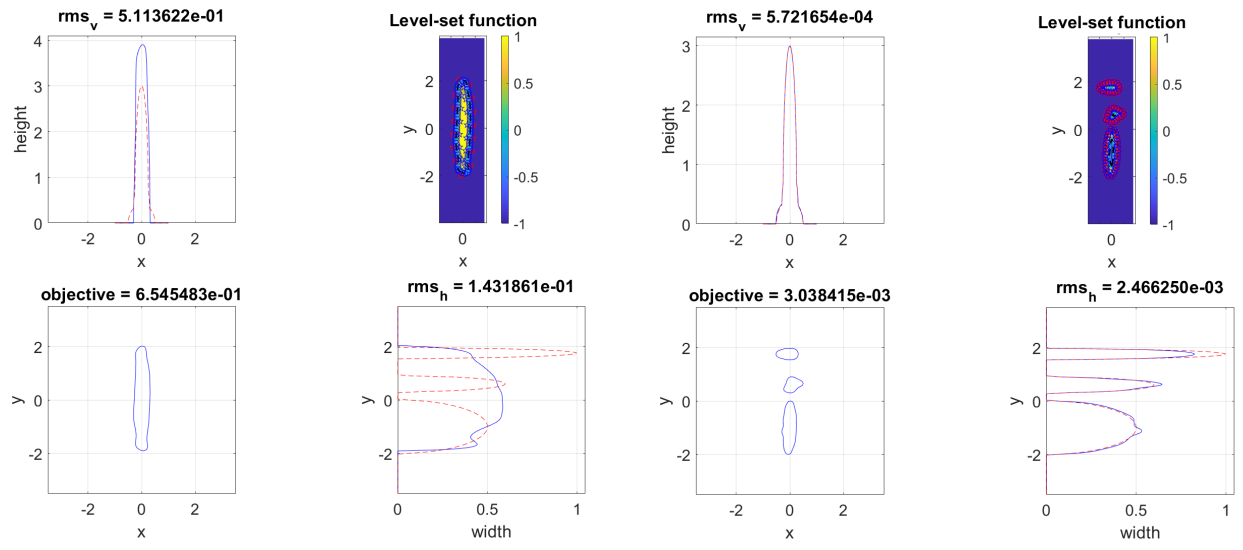 rms_v = 5.113622e-01
4
3
2
1
0
height
-2
0
2
x
Level-set function
2
0
-2
y
0
x
1
0.5
0
-0.5
-1
rms_v = 5.721654e-04
3
2
1
0
height
-2
0
2
x
Level-set function
2
0
-2
y
0
x
1
0.5
0
-0.5
-1
objective = 6.545483e-01
2
0
-2
y
-2
0
2
x
rms_h = 1.431861e-01
2
0
-2
y
0
0.5
1
width
objective = 3.038415e-03
2
0
-2
y
-2
0
2
x
rms_h = 2.466250e-03
2
0
-2
y
0
0.5
1
width